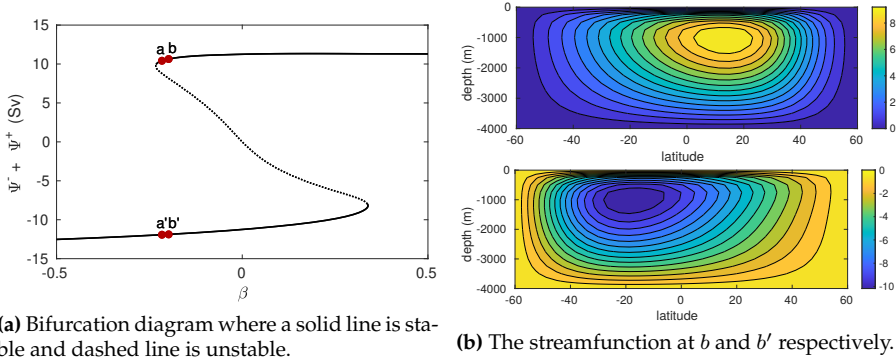 15
10
5
0
-5
-10
-15
-0.5 0 0.5
β
Ψ⁻ + Ψ⁺ (Sv)
a b
a'b'
0
-1000
-2000
-3000
-4000
depth (m)
-60 -40 -20 0 20 40 60
latitude
8
6
4
2
0
0
-1000
-2000
-3000
-4000
depth (m)
-60 -40 -20 0 20 40 60
latitude
0
-2
-4
-6
-8
-10
(a) Bifurcation diagram where a solid line is sta-
ble and dashed line is unstable.
(b) The streamfunction at b and b′ respectively.